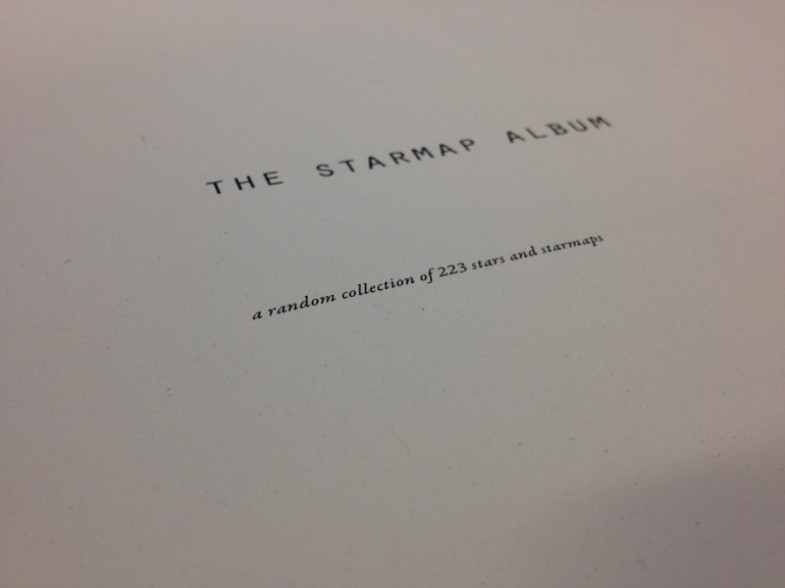 THE STARMAP ALBUM
a random collection of 223 stars and starmaps